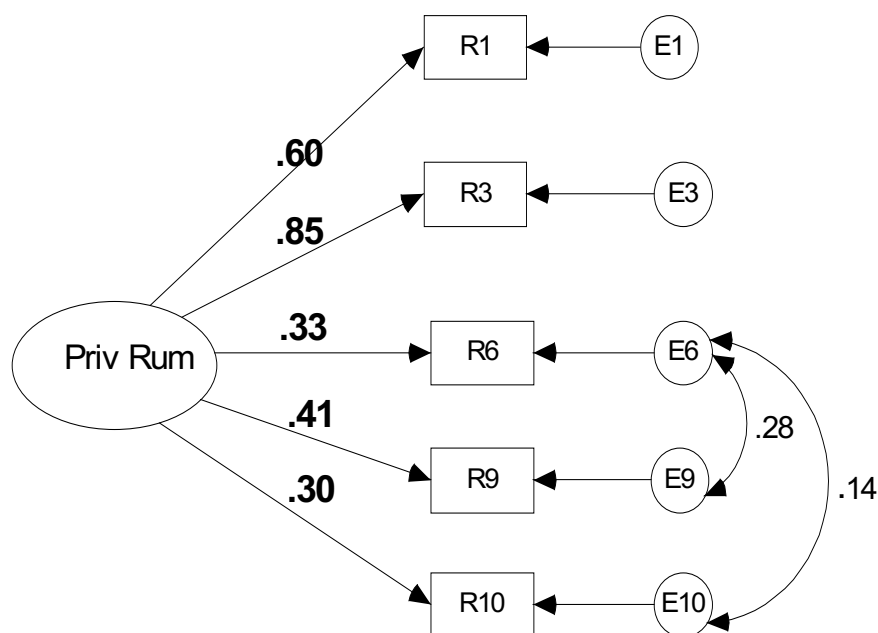 R1
E1
.60
R3
E3
.85
Priv Rum
.33
R6
E6
.28
.41
R9
E9
.14
.30
R10
E10